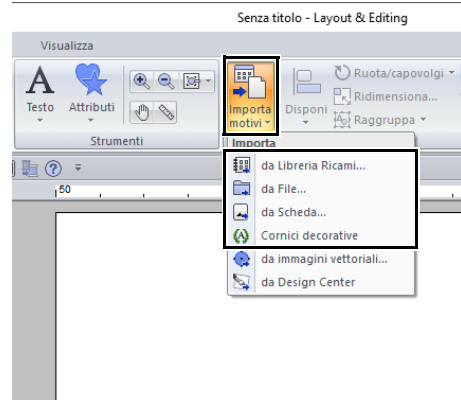 Senza titolo - Layout & Editing
Visualizza
Testo
Attributi
Importa
motivi
Disponi
Ruota/capovolgi
Ridimensiona...
Raggruppa
Strumenti
Importa
da Libreria Ricami...
da File...
da Scheda...
Cornici decorative
da immagini vettoriali...
da Design Center
50